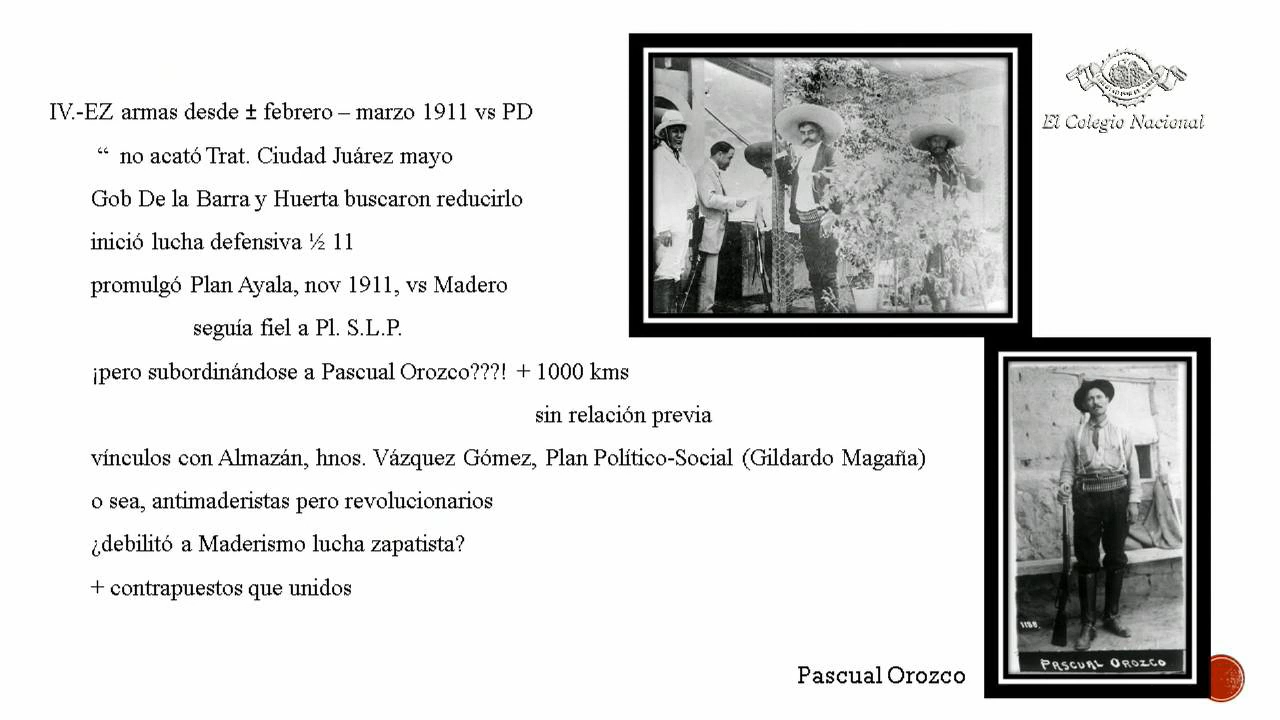 IV.-EZ armas desde ± febrero – marzo 1911 vs PD
“ no acató Trat. Ciudad Juárez mayo
Gob De la Barra y Huerta buscaron reducirlo
inició lucha defensiva ½ 11
promulgó Plan Ayala, nov 1911, vs Madero
seguía fiel a Pl. S.L.P.
¡pero subordinándose a Pascual Orozco???! + 1000 kms
sin relación previa
vínculos con Almazán, hnos. Vázquez Gómez, Plan Político-Social (Gildardo Magaña)
o sea, antimaderistas pero revolucionarios
¿debilitó a Maderismo lucha zapatista?
+ contrapuestos que unidos
El Colegio Nacional
1188.
PASCUAL OROZCO
Pascual Orozco